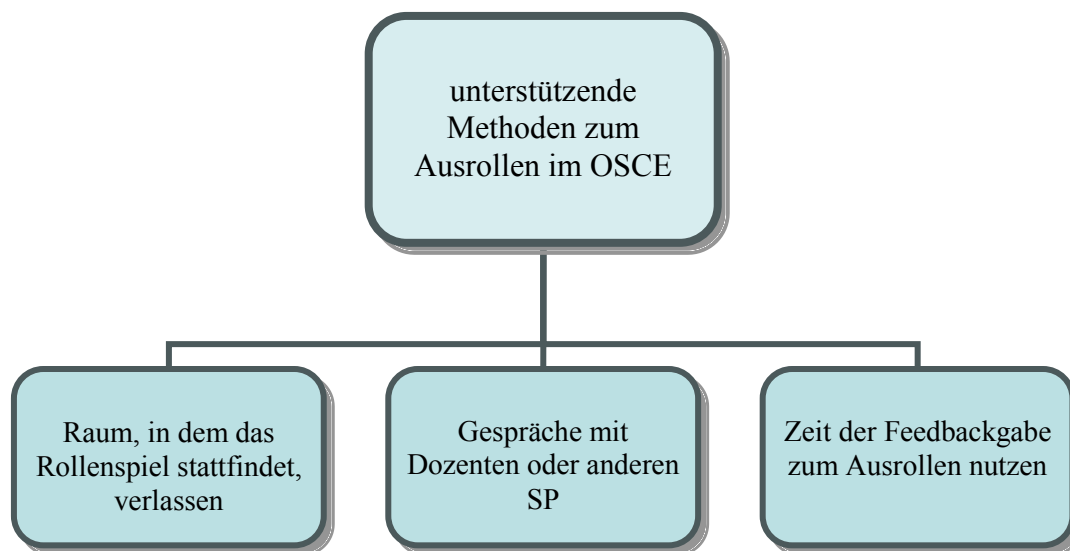 unterstützende
Methoden zum
Ausrollen im OSCE
Raum, in dem das
Rollenspiel stattfindet,
verlassen
Gespräche mit
Dozenten oder anderen
SP
Zeit der Feedbackgabe
zum Ausrollen nutzen